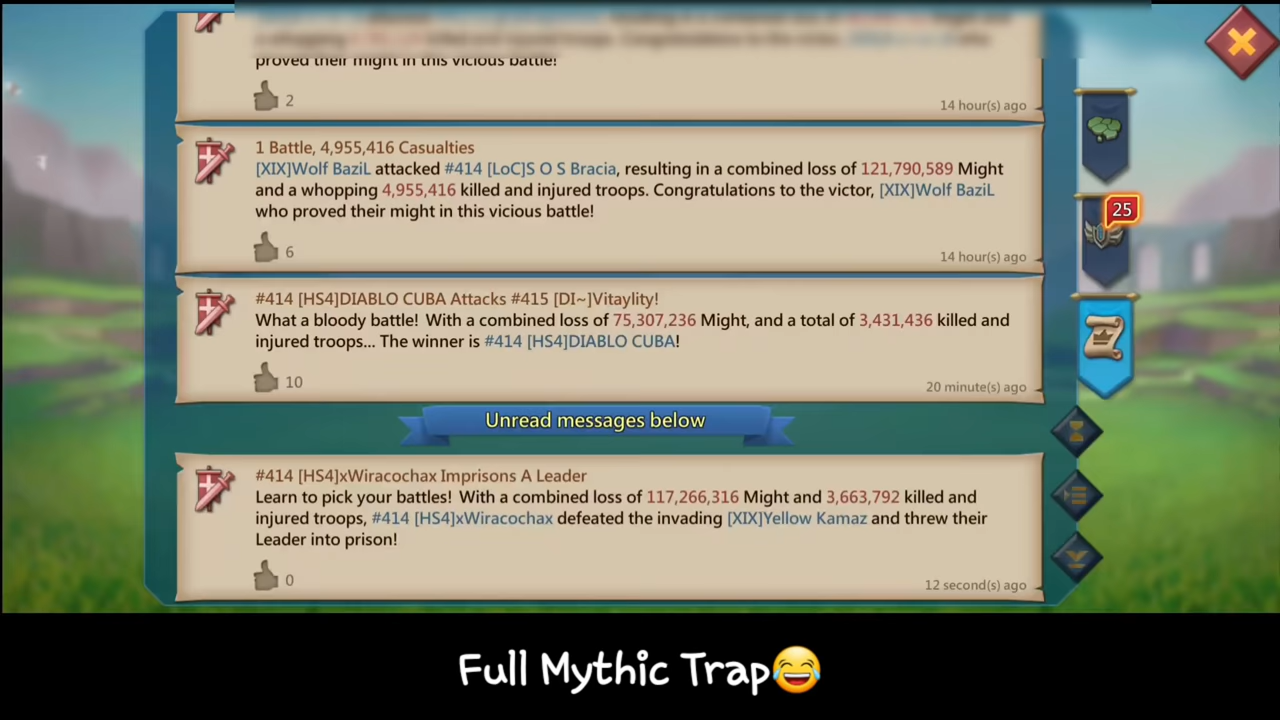 proved their might in this vicious battle!
2
14 hour(s) ago
1 Battle, 4,955,416 Casualties
[XIX]Wolf BaziL attacked #414 [LoC]S O S Bracia, resulting in a combined loss of 121,790,589 Might
and a whopping 4,955,416 killed and injured troops. Congratulations to the victor, [XIX]Wolf BaziL
who proved their might in this vicious battle!
6
14 hour(s) ago
25
#414 [HS4]DIABLO CUBA Attacks #415 [DI~]Vitaylity!
What a bloody battle! With a combined loss of 75,307,236 Might, and a total of 3,431,436 killed and
injured troops... The winner is #414 [HS4]DIABLO CUBA!
10
20 minute(s) ago
Unread messages below
#414 [HS4]xWiracochax Imprisons A Leader
Learn to pick your battles! With a combined loss of 117,266,316 Might and 3,663,792 killed and
injured troops, #414 [HS4]xWiracochax defeated the invading [XIX]Yellow Kamaz and threw their
Leader into prison!
0
12 second(s) ago
Full Mythic Trap😂